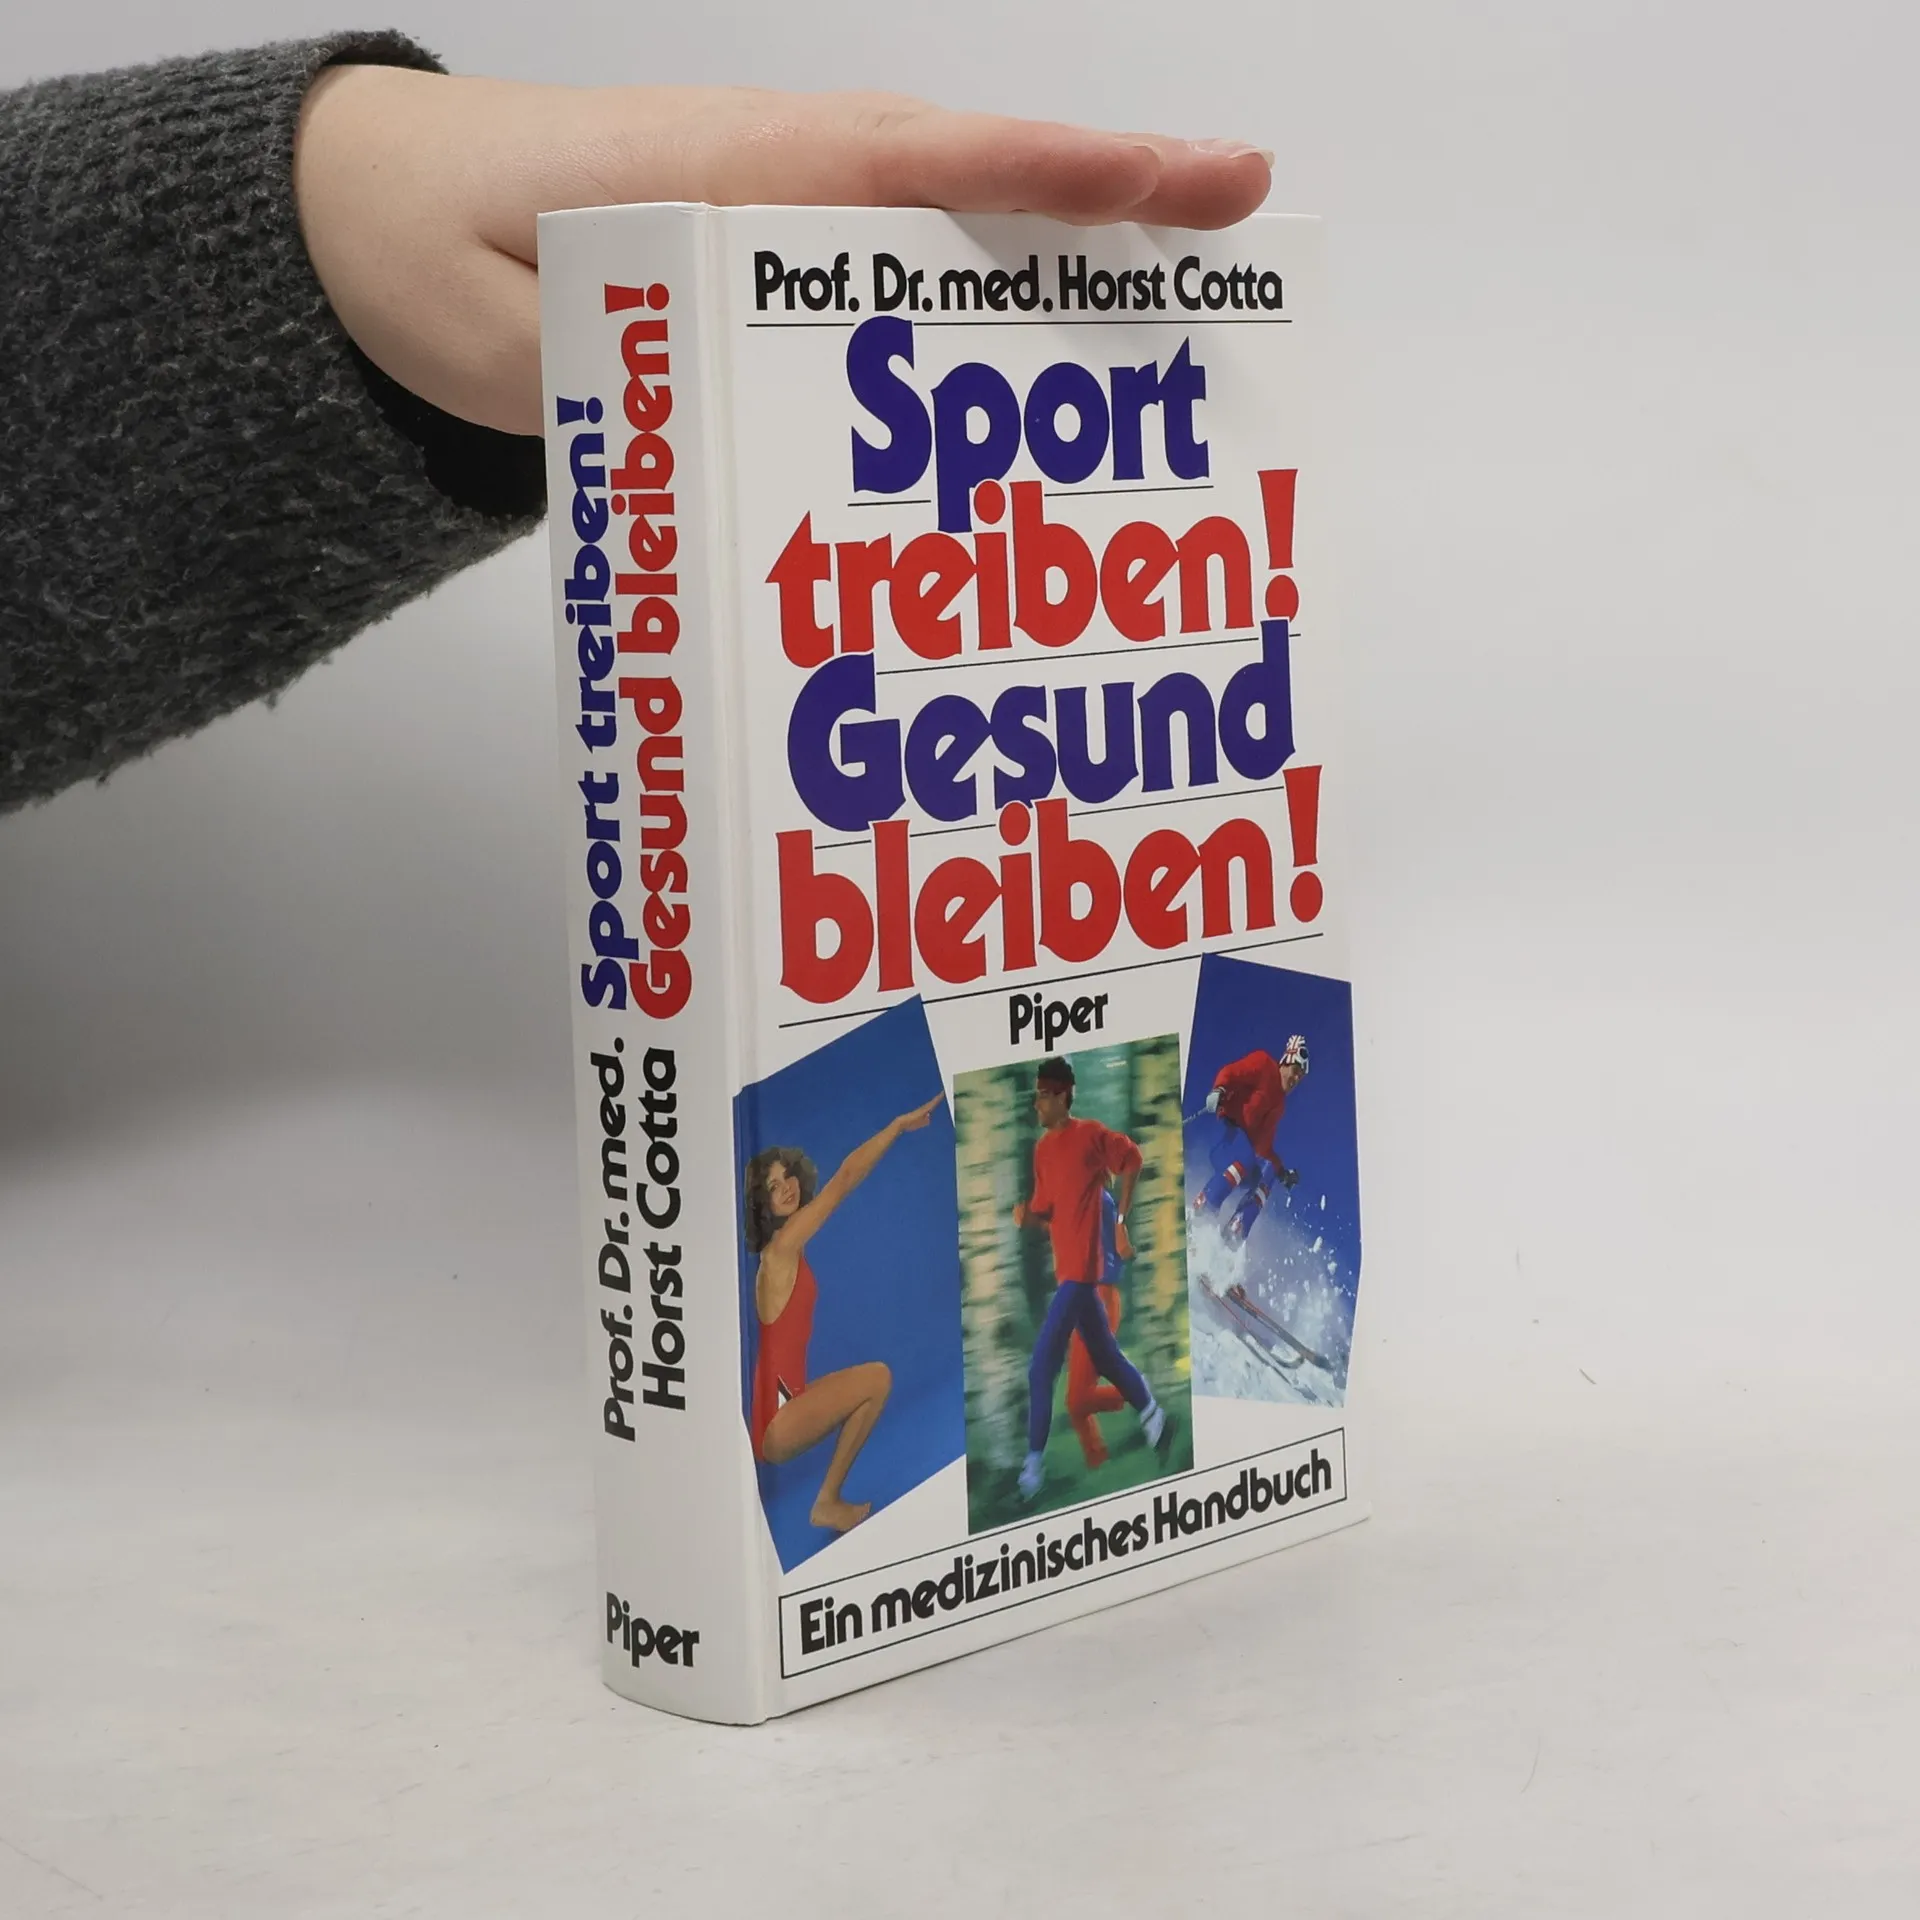 Prof. Dr. med. Horst Cotta
Sport
treiben!
Gesund
bleiben!
Piper
Ein medizinisches Handbuch
Prof. Dr. med.
Horst Cotta
Sport treiben!
Gesund bleiben!
Piper